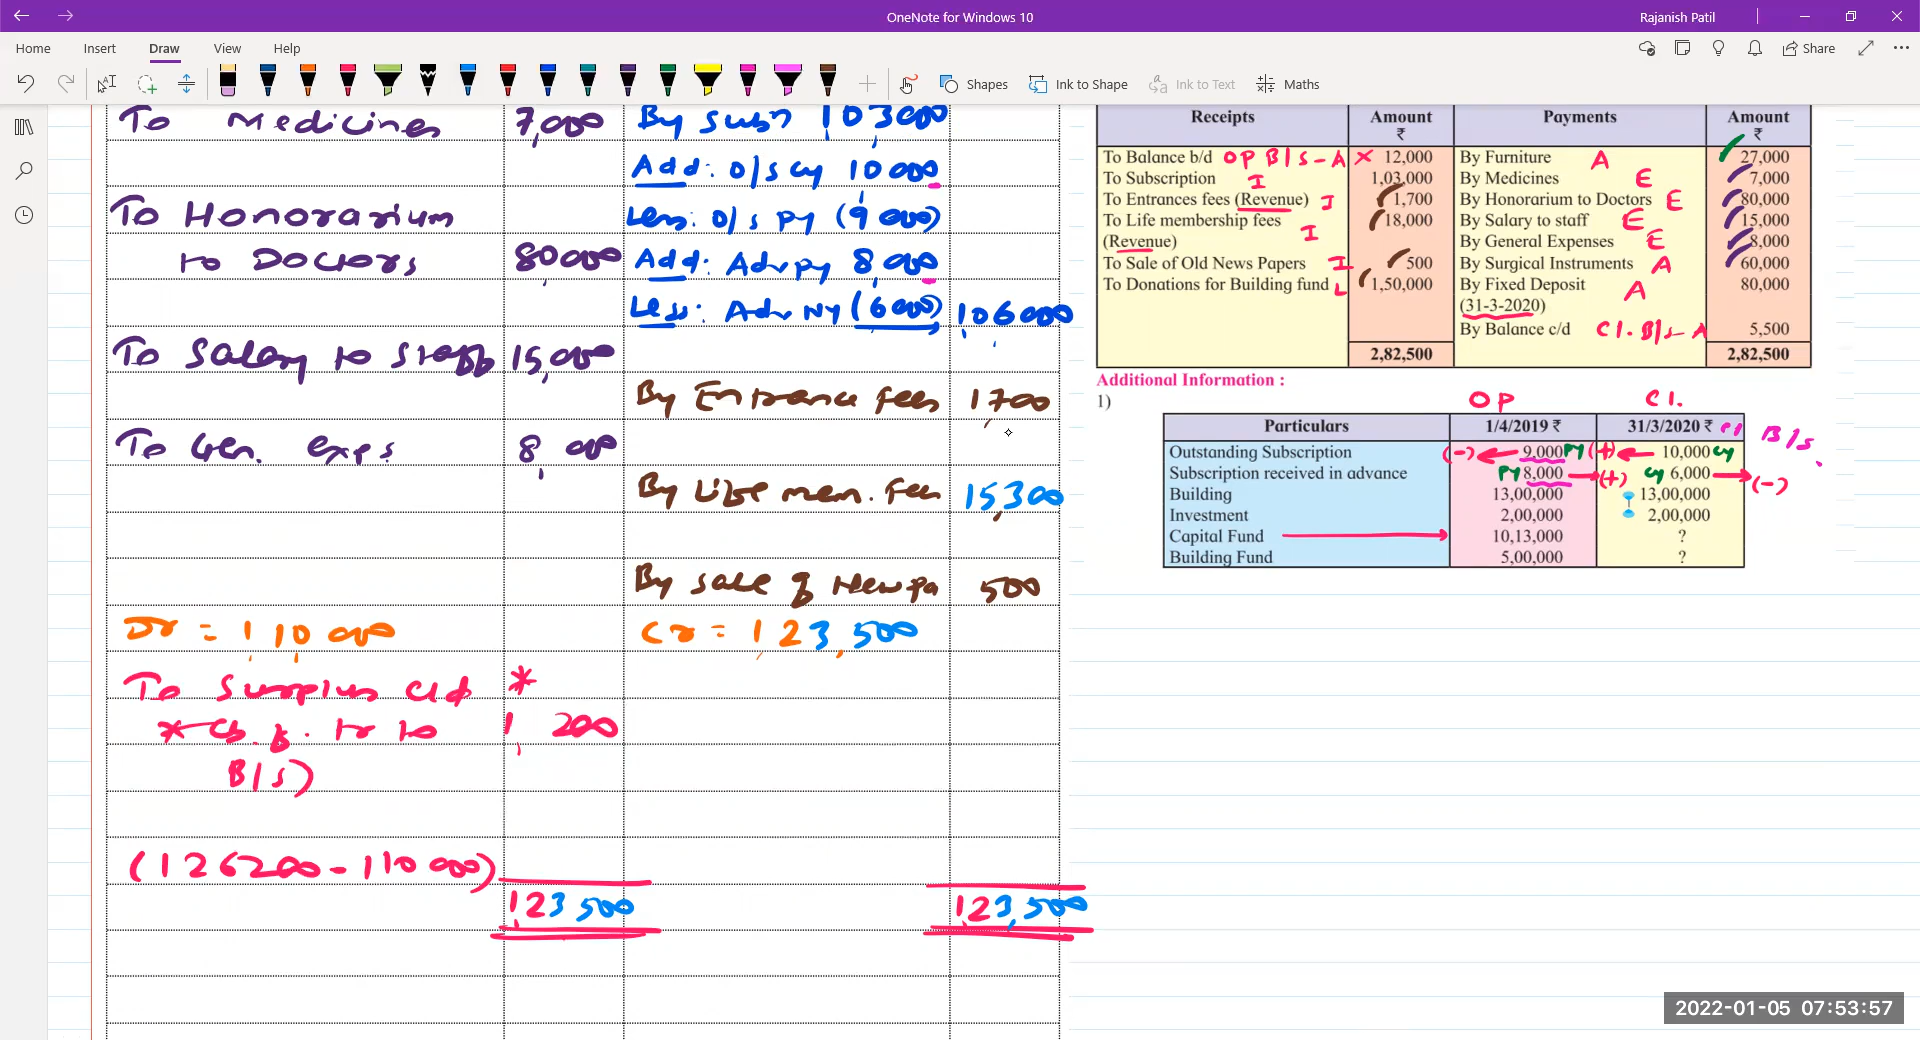 OneNote for Windows 10
Rajanish Patil
Home Insert Draw View Help
Share
Shapes Ink to Shape Ink to Text Maths
To Medicines 7,000 By Subn 103000
Add: O/s cy 10000
To Honorarium Less: O/s py (9000)
to Doctors 80000 Add: Adv py 8,000
Less: Adv NY (6000) 106000
To Salary to staff 15,000
By Entrance fees 1700
To Gen. exps 8000
By Life mem. Fees 15,300
By Sale of Newpa 500
Dr = 110000 Cr = 123,500
To Surplus c/d *
1 200
B/s)
(126200 - 110000)
123500 123,500
Receipts Amount ₹ Payments Amount ₹
To Balance b/d OP B/S - A × 12,000 By Furniture A 27,000
To Subscription I 1,03,000 By Medicines E 7,000
To Entrances fees (Revenue) I 1,700 By Honorarium to Doctors E 80,000
To Life membership fees 18,000 By Salary to staff E 15,000
(Revenue) I By General Expenses E 8,000
To Sale of Old News Papers I 500 By Surgical Instruments A 60,000
To Donations for Building fund L 1,50,000 By Fixed Deposit A 80,000
(31-3-2020)
By Balance c/d Cl. B/s - A 5,500
2,82,500 2,82,500
Additional Information :
1) OP Cl.
Particulars 1/4/2019 ₹ 31/3/2020 ₹ cl B/s.
Outstanding Subscription (-) 9,000 py (+) 10,000 cy
Subscription received in advance py 8,000 (+) cy 6,000 (-)
Building 13,00,000 13,00,000
Investment 2,00,000 2,00,000
Capital Fund 10,13,000 ?
Building Fund 5,00,000 ?
2022-01-05 07:53:57